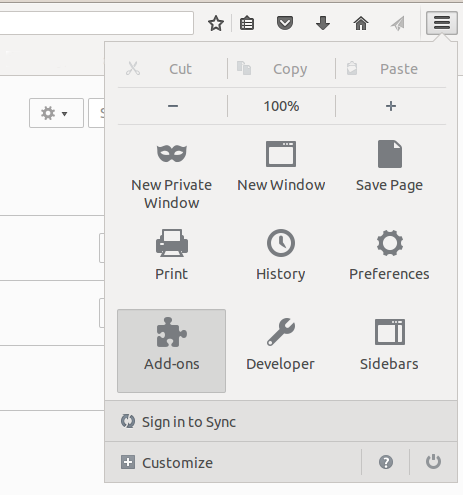 Cut Copy Paste
− 100% +
New Private Window New Window Save Page
Print History Preferences
Add-ons Developer Sidebars
Sign in to Sync
Customize ?